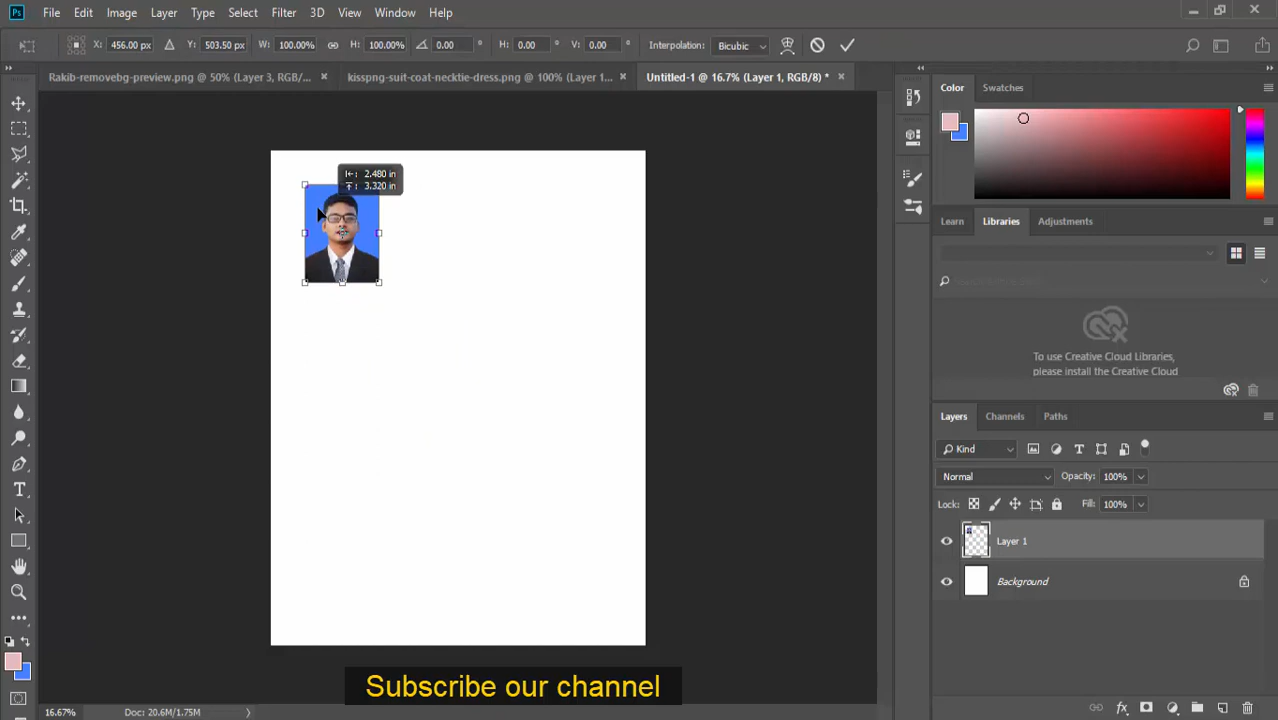 Ps File Edit Image Layer Type Select Filter 3D View Window Help
X: 456.00 px Y: 503.50 px W: 100.00% H: 100.00% 0.00 ° H: 0.00 ° V: 0.00 ° Interpolation: Bicubic
Rakib-removebg-preview.png @ 50% (Layer 3, RGB/... × kisspng-suit-coat-necktie-dress.png @ 100% (Layer 1... × Untitled-1 @ 16.7% (Layer 1, RGB/8) * ×
Color Swatches
2.480 in
3.320 in
Learn Libraries Adjustments
To use Creative Cloud Libraries,
please install the Creative Cloud
Layers Channels Paths
Kind
Normal Opacity: 100%
Lock: Fill: 100%
Layer 1
Background
Subscribe our channel
16.67% Doc: 20.6M/1.75M